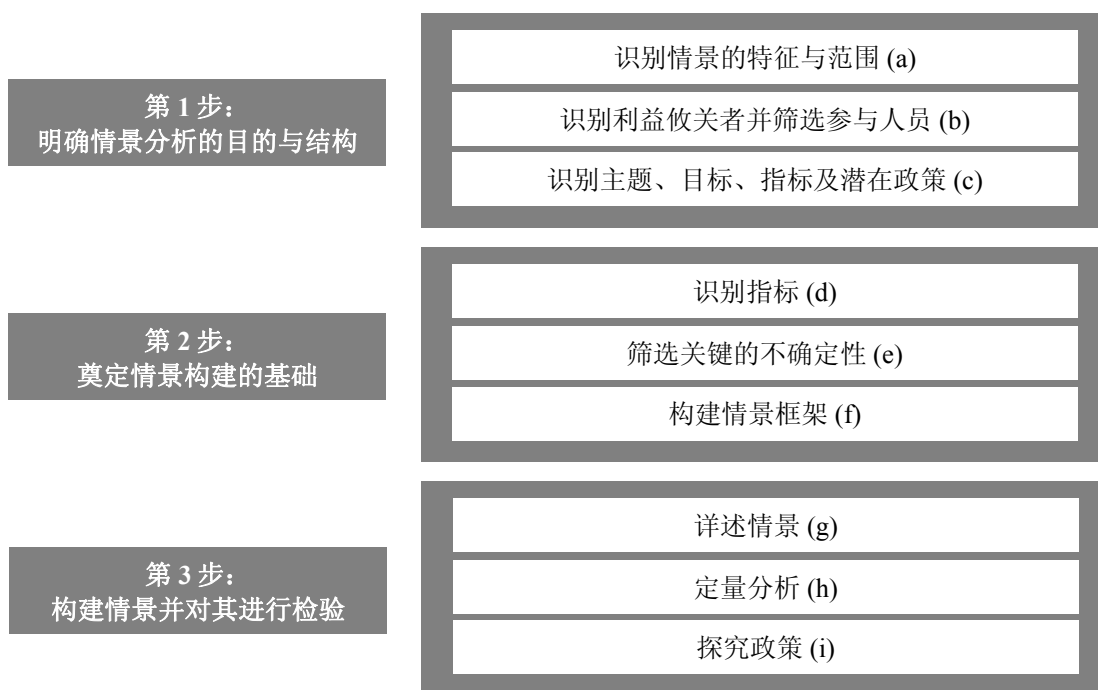 第 1 步：
明确情景分析的目的与结构
识别情景的特征与范围 (a)
识别利益攸关者并筛选参与人员 (b)
识别主题、目标、指标及潜在政策 (c)
第 2 步：
奠定情景构建的基础
识别指标 (d)
筛选关键的不确定性 (e)
构建情景框架 (f)
第 3 步：
构建情景并对其进行检验
详述情景 (g)
定量分析 (h)
探究政策 (i)